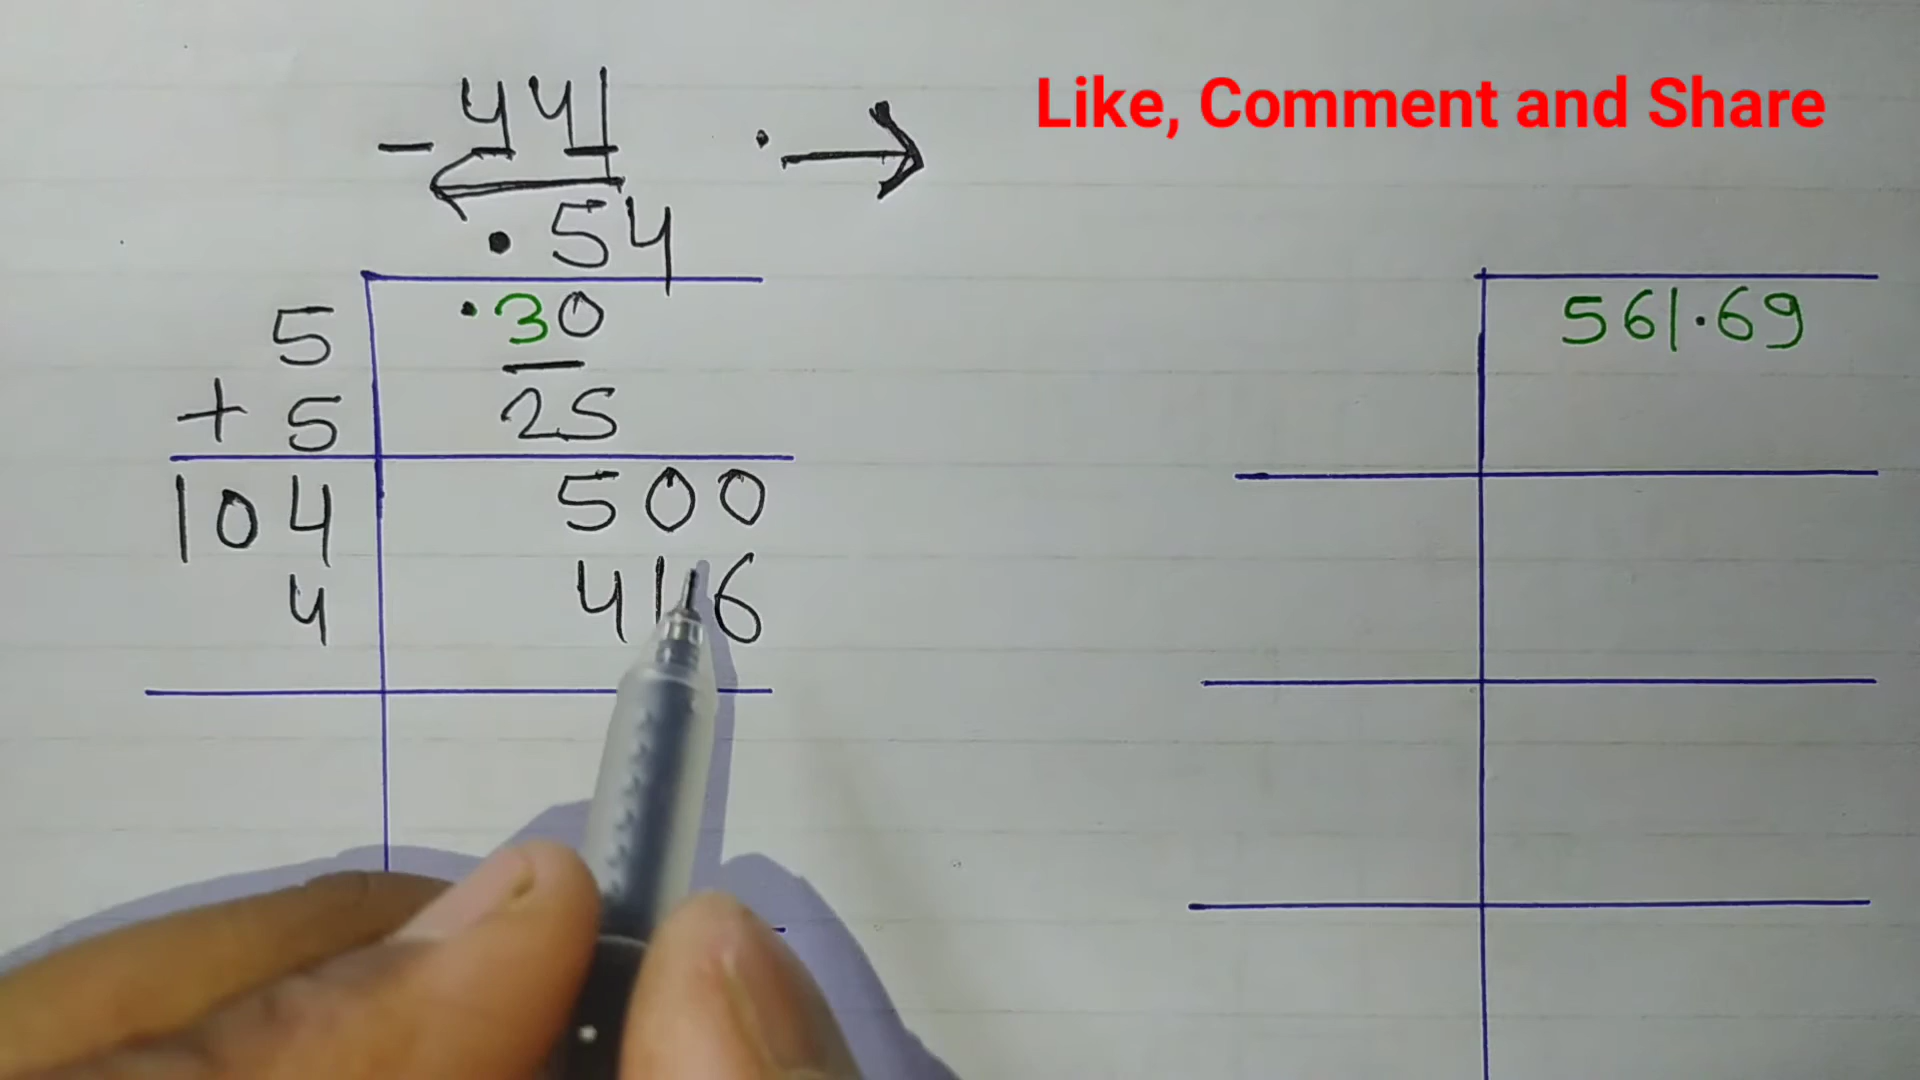 - 441 . →
Like, Comment and Share
.54
5 .30
+ 5 25
104 500
4 416
561.69